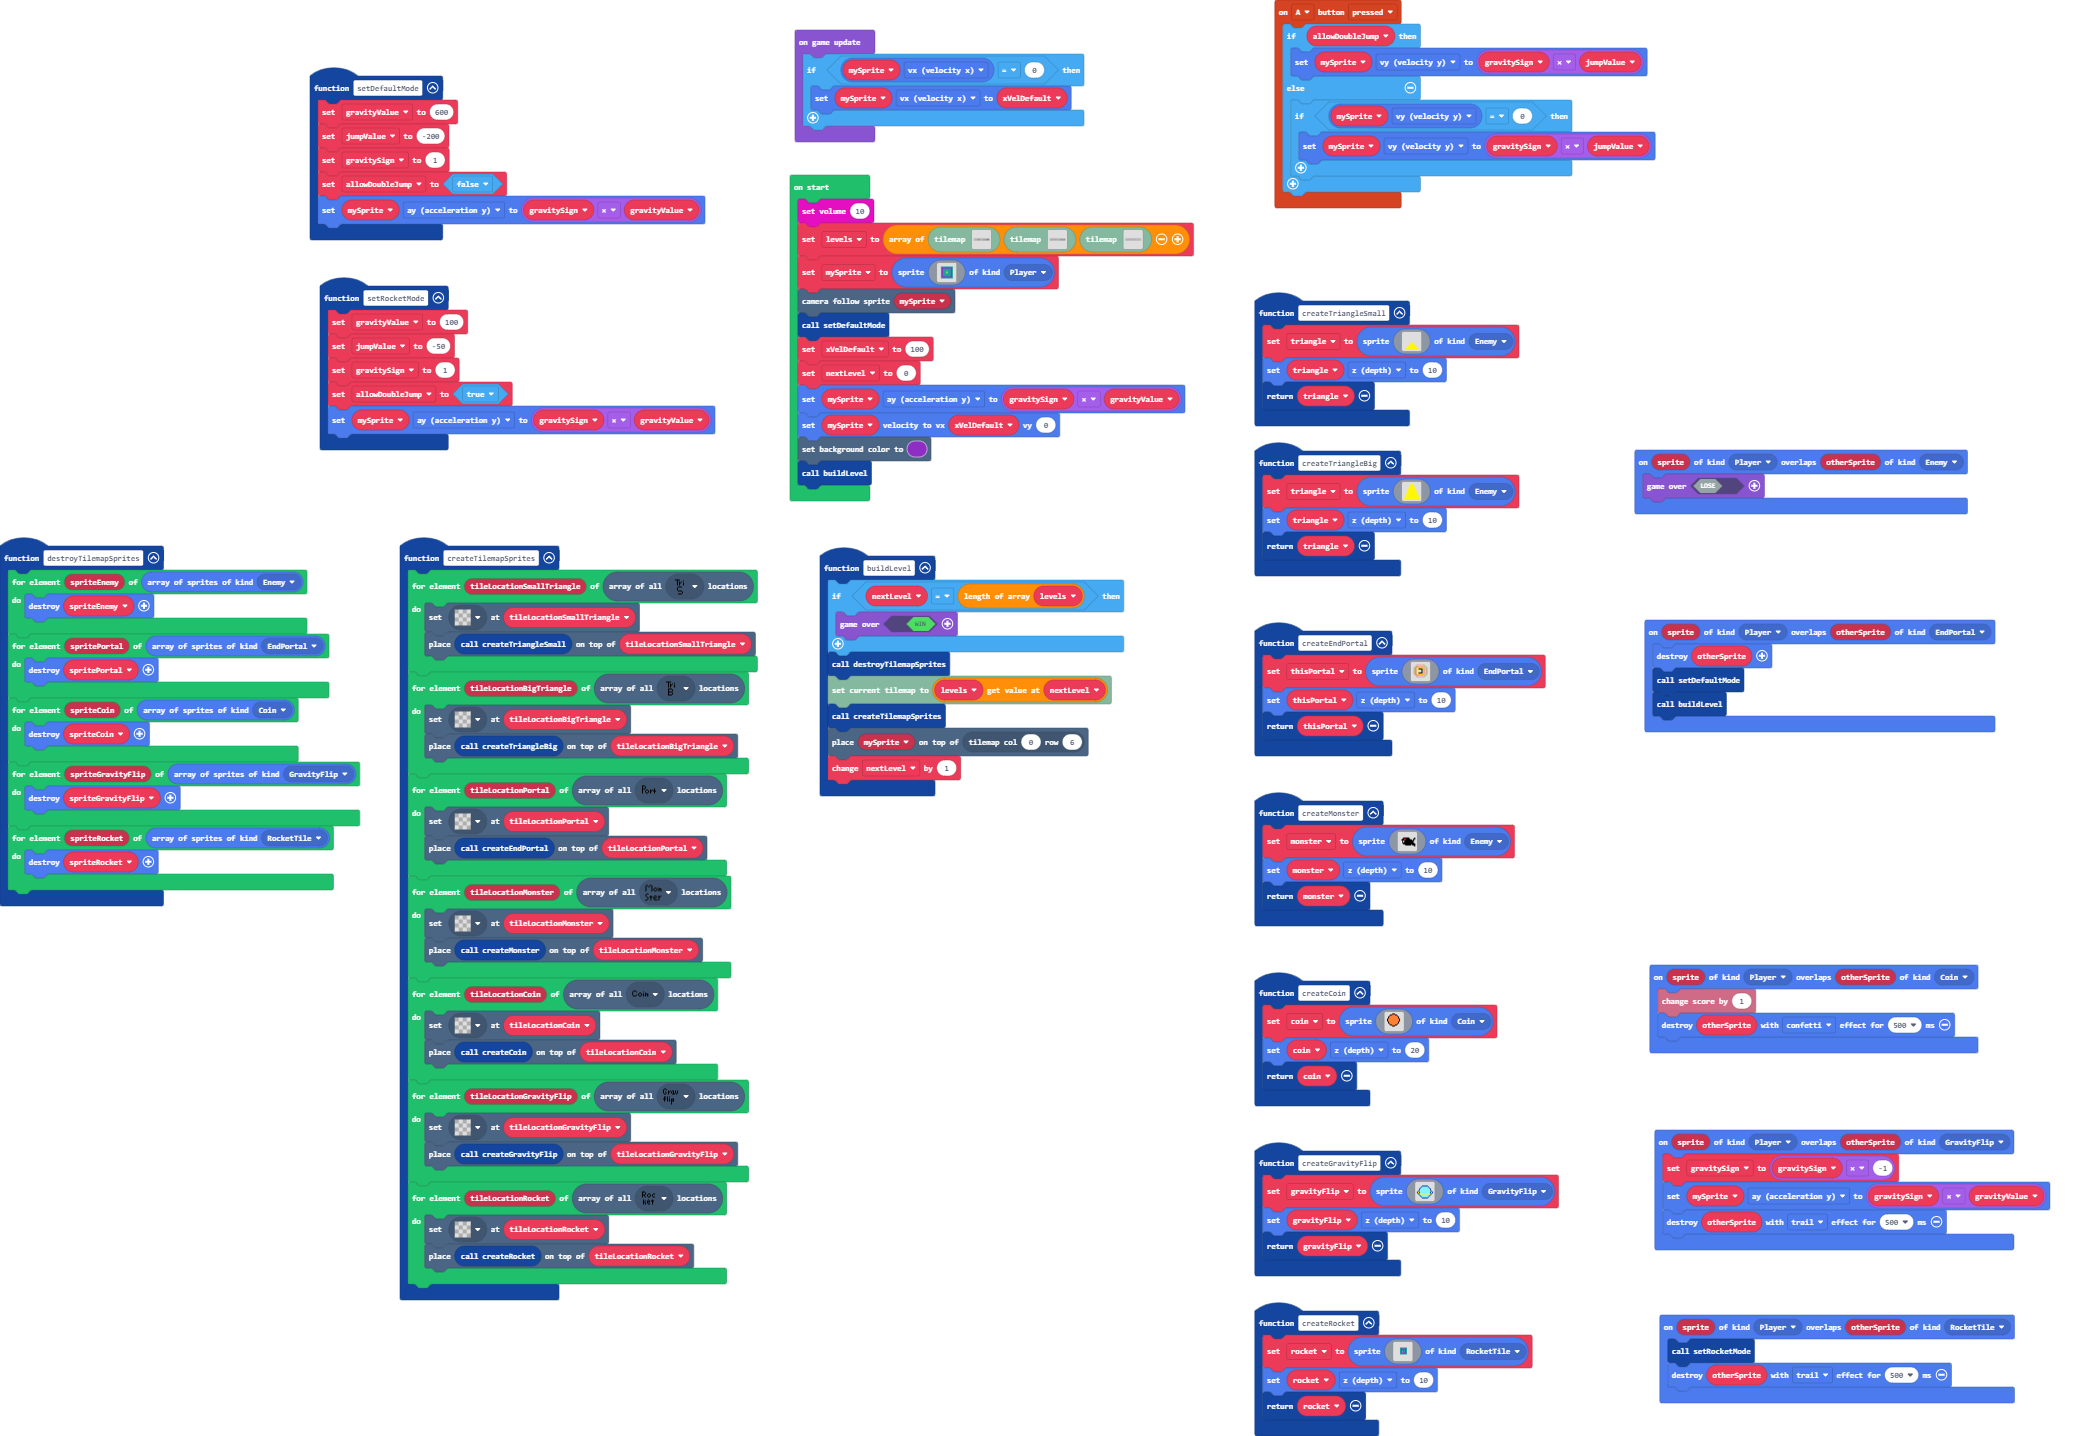 function setDefaultMode
set gravityValue to 600
set jumpValue to -200
set gravitySign to 1
set allowDoubleJump to false
set mySprite ay (acceleration y) to gravitySign × gravityValue
function setRocketMode
set gravityValue to 100
set jumpValue to -50
set gravitySign to 1
set allowDoubleJump to true
set mySprite ay (acceleration y) to gravitySign × gravityValue
on game update
if mySprite vx (velocity x) = 0 then
set mySprite vx (velocity x) to xVelDefault
on start
set volume 10
set levels to array of tilemap tilemap tilemap
set mySprite to sprite of kind Player
camera follow sprite mySprite
call setDefaultMode
set xVelDefault to 100
set nextLevel to 0
set mySprite ay (acceleration y) to gravitySign × gravityValue
set mySprite velocity to vx xVelDefault vy 0
set background color to
call buildLevel
on A button pressed
if allowDoubleJump then
set mySprite vy (velocity y) to gravitySign × jumpValue
else
if mySprite vy (velocity y) = 0 then
set mySprite vy (velocity y) to gravitySign × jumpValue
function destroyTilemapSprites
for element spriteEnemy of array of sprites of kind Enemy
do destroy spriteEnemy
for element spritePortal of array of sprites of kind EndPortal
do destroy spritePortal
for element spriteCoin of array of sprites of kind Coin
do destroy spriteCoin
for element spriteGravityFlip of array of sprites of kind GravityFlip
do destroy spriteGravityFlip
for element spriteRocket of array of sprites of kind RocketTile
do destroy spriteRocket
function createTilemapSprites
for element tileLocationSmallTriangle of array of all Tri S locations
do set at tileLocationSmallTriangle
place call createTriangleSmall on top of tileLocationSmallTriangle
for element tileLocationBigTriangle of array of all Tri B locations
do set at tileLocationBigTriangle
place call createTriangleBig on top of tileLocationBigTriangle
for element tileLocationPortal of array of all Port locations
do set at tileLocationPortal
place call createEndPortal on top of tileLocationPortal
for element tileLocationMonster of array of all Mon Ster locations
do set at tileLocationMonster
place call createMonster on top of tileLocationMonster
for element tileLocationCoin of array of all Coin locations
do set at tileLocationCoin
place call createCoin on top of tileLocationCoin
for element tileLocationGravityFlip of array of all Grav flip locations
do set at tileLocationGravityFlip
place call createGravityFlip on top of tileLocationGravityFlip
for element tileLocationRocket of array of all Roc ket locations
do set at tileLocationRocket
place call createRocket on top of tileLocationRocket
function buildLevel
if nextLevel = length of array levels then
game over WIN
call destroyTilemapSprites
set current tilemap to levels get value at nextLevel
call createTilemapSprites
place mySprite on top of tilemap col 0 row 6
change nextLevel by 1
function createTriangleSmall
set triangle to sprite of kind Enemy
set triangle z (depth) to 10
return triangle
function createTriangleBig
set triangle to sprite of kind Enemy
set triangle z (depth) to 10
return triangle
function createEndPortal
set thisPortal to sprite of kind EndPortal
set thisPortal z (depth) to 10
return thisPortal
function createMonster
set monster to sprite of kind Enemy
set monster z (depth) to 10
return monster
function createCoin
set coin to sprite of kind Coin
set coin z (depth) to 20
return coin
function createGravityFlip
set gravityFlip to sprite of kind GravityFlip
set gravityFlip z (depth) to 10
return gravityFlip
function createRocket
set rocket to sprite of kind RocketTile
set rocket z (depth) to 10
return rocket
on sprite of kind Player overlaps otherSprite of kind Enemy
game over LOSE
on sprite of kind Player overlaps otherSprite of kind EndPortal
destroy otherSprite
call setDefaultMode
call buildLevel
on sprite of kind Player overlaps otherSprite of kind Coin
change score by 1
destroy otherSprite with confetti effect for 500 ms
on sprite of kind Player overlaps otherSprite of kind GravityFlip
set gravitySign to gravitySign × -1
set mySprite ay (acceleration y) to gravitySign × gravityValue
destroy otherSprite with trail effect for 500 ms
on sprite of kind Player overlaps otherSprite of kind RocketTile
call setRocketMode
destroy otherSprite with trail effect for 500 ms